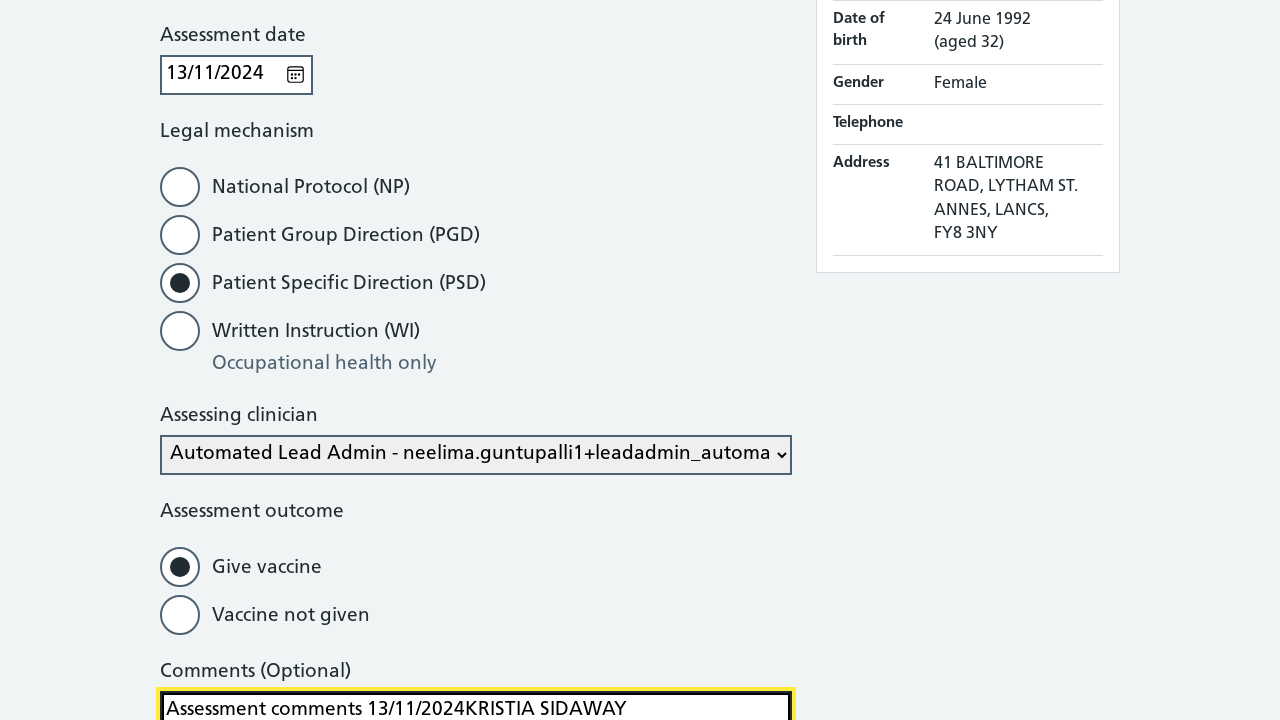 Assessment date
13/11/2024
Legal mechanism
National Protocol (NP)
Patient Group Direction (PGD)
Patient Specific Direction (PSD)
Written Instruction (WI)
Occupational health only
Assessing clinician
Automated Lead Admin - neelima.guntupalli1+leadadmin_automa
Assessment outcome
Give vaccine
Vaccine not given
Comments (Optional)
Assessment comments 13/11/2024KRISTIA SIDAWAY
Date of
birth
24 June 1992
(aged 32)
Gender
Female
Telephone
Address
41 BALTIMORE
ROAD, LYTHAM ST.
ANNES, LANCS,
FY8 3NY